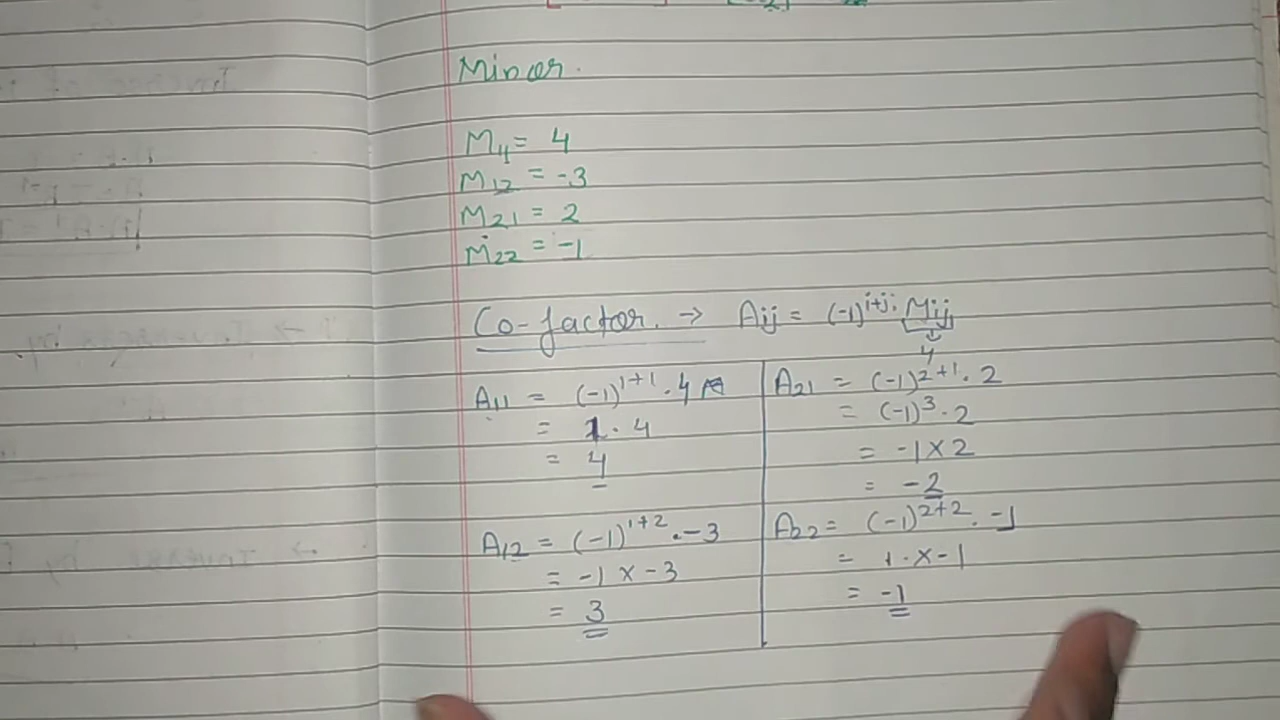 Minor.
M₁₁ = 4
M₁₂ = -3
M₂₁ = 2
M₂₂ = -1
Co-factor. → Aij = (-1)^i+j Mij
4
A₁₁ = (-1)^1+1 · 4
= 1 · 4
= 4
A₁₂ = (-1)^1+2 · -3
= -1 x -3
= 3
A₂₁ = (-1)^2+1 · 2
= (-1)^3 · 2
= -1 x 2
= -2
A₂₂ = (-1)^2+2 · -1
= 1 · x -1
= -1